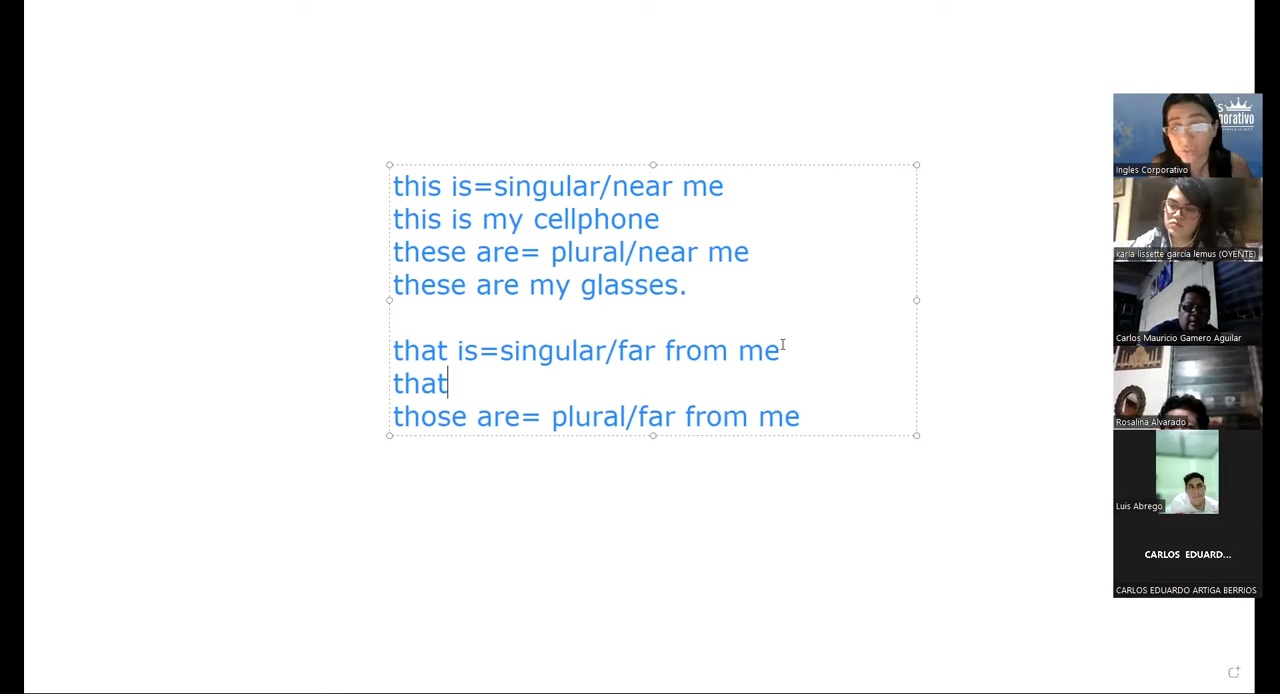 this is=singular/near me
this is my cellphone
these are= plural/near me
these are my glasses.
that is=singular/far from me
that
those are= plural/far from me
Ingles Corporativo
karla lissette garcia lemus (OYENTE)
Carlos Mauricio Gamero Aguilar
Rosalina Alvarado
Luis Abrego
CARLOS EDUARD...
CARLOS EDUARDO ARTIGA BERRIOS